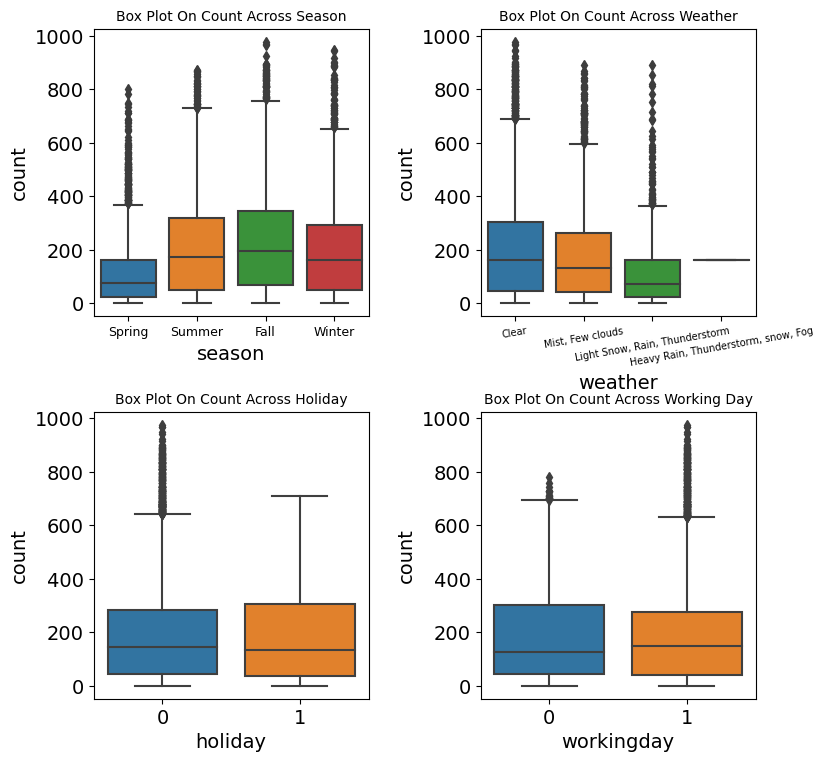 Box Plot On Count Across Season
1000
800
600
400
200
0
count
Spring Summer Fall Winter
season
Box Plot On Count Across Weather
1000
800
600
400
200
0
count
Clear
Mist, Few clouds
Light Snow, Rain, Thunderstorm
Heavy Rain, Thunderstorm, snow, Fog
weather
Box Plot On Count Across Holiday
1000
800
600
400
200
0
count
0 1
holiday
Box Plot On Count Across Working Day
1000
800
600
400
200
0
count
0 1
workingday